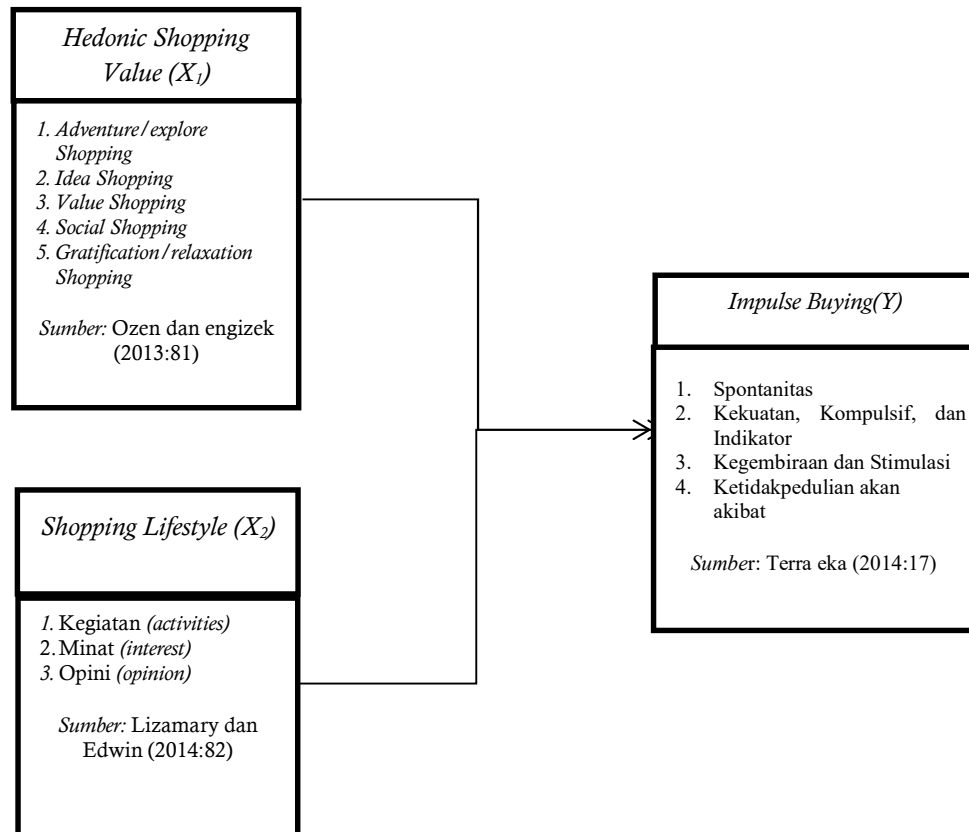 Hedonic Shopping
Value (X1)
1. Adventure/explore
Shopping
2. Idea Shopping
3. Value Shopping
4. Social Shopping
5. Gratification/relaxation
Shopping
Sumber: Ozen dan engizek
(2013:81)
Shopping Lifestyle (X2)
1. Kegiatan (activities)
2. Minat (interest)
3. Opini (opinion)
Sumber: Lizamary dan
Edwin (2014:82)
Impulse Buying(Y)
1. Spontanitas
2. Kekuatan, Kompulsif, dan
Indikator
3. Kegembiraan dan Stimulasi
4. Ketidakpedulian akan
akibat
Sumber: Terra eka (2014:17)